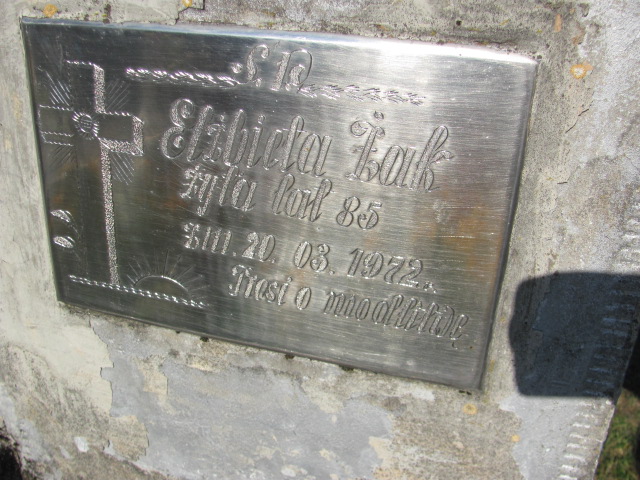 Ś.P.
Elżbieta Żak
żyła lat 85
zm. 20.03.1972.
Prosi o modlitwę